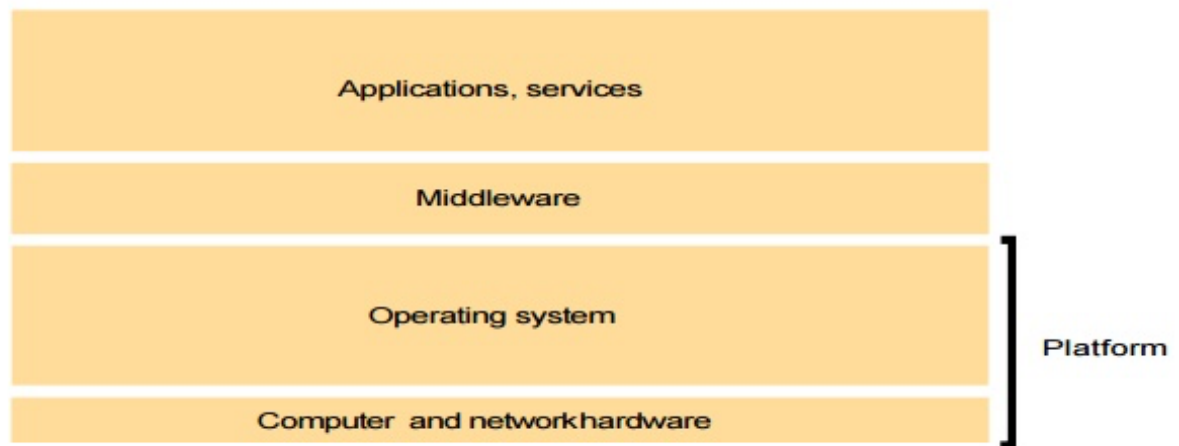 Applications, services
Middleware
Operating system
Platform
Computer and networkhardware